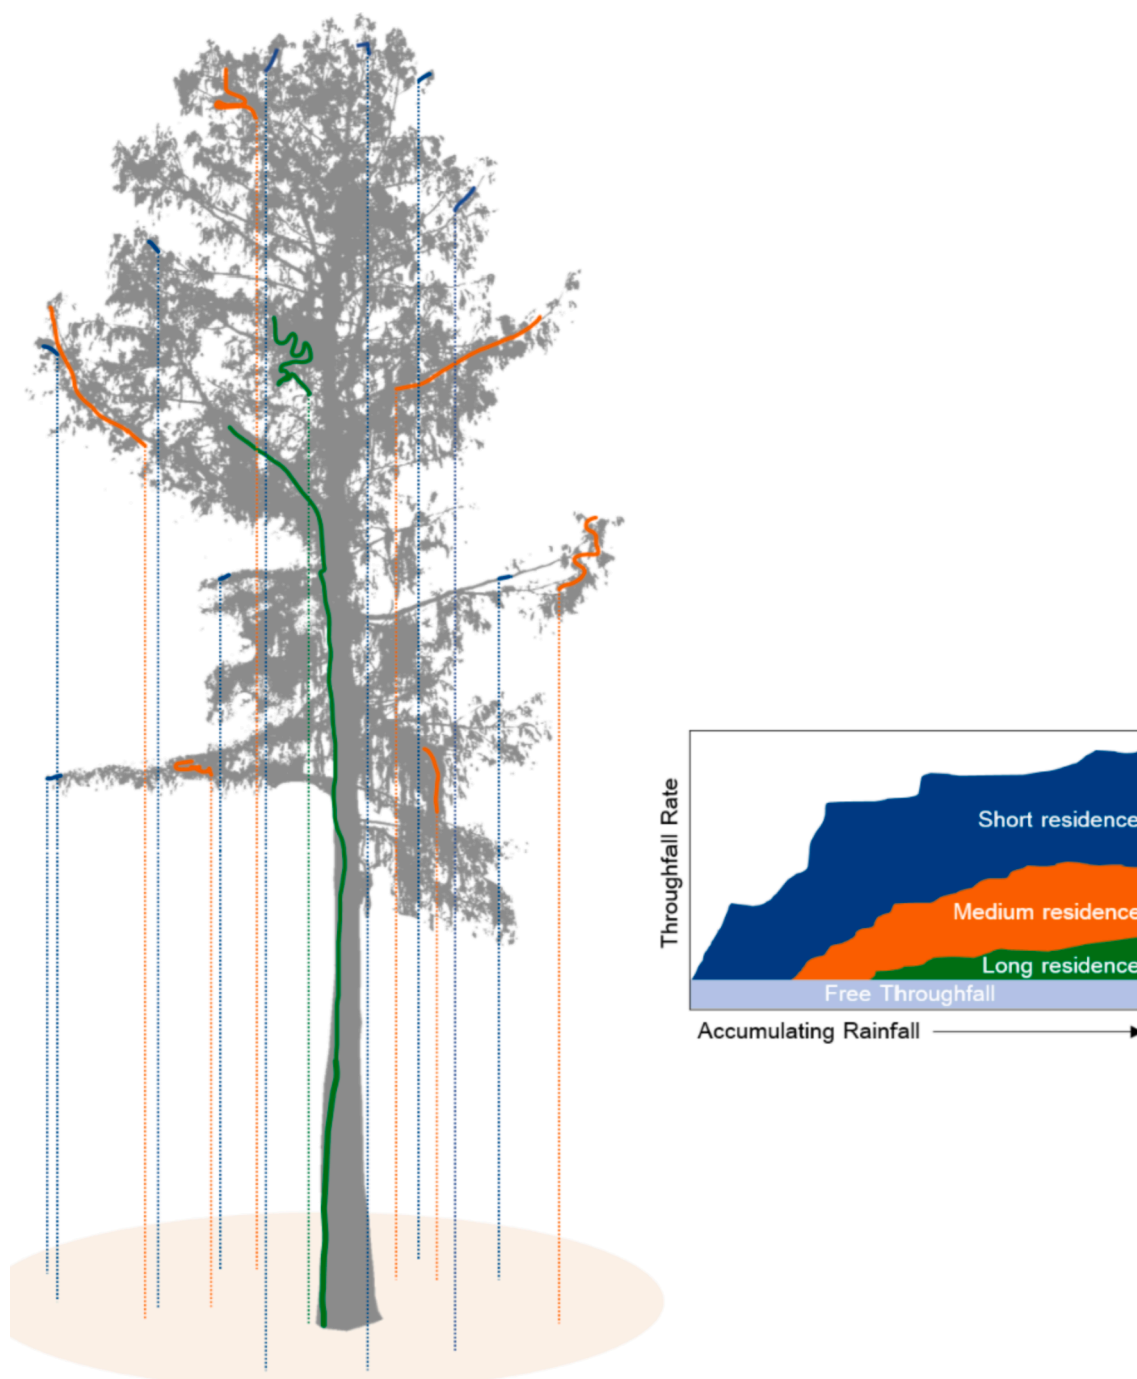 Throughfall Rate
Short residence
Medium residence
Long residence
Free Throughfall
Accumulating Rainfall